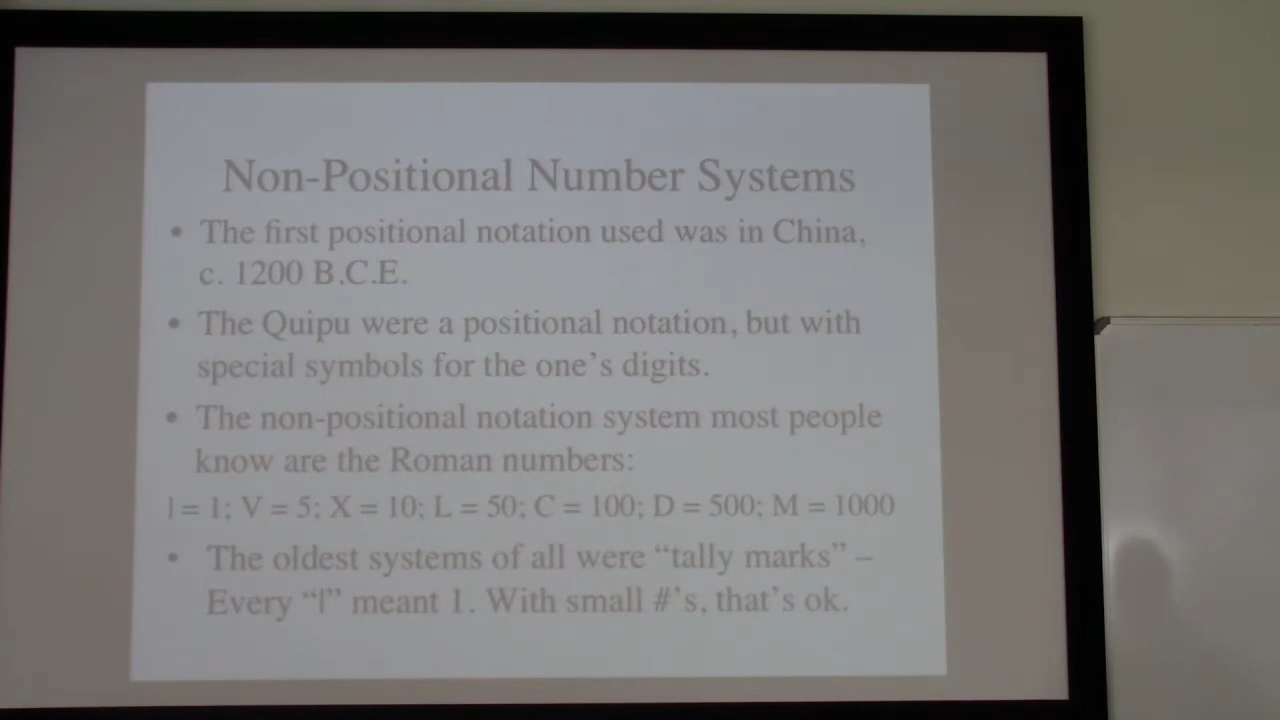 Non-Positional Number Systems
• The first positional notation used was in China,
c. 1200 B.C.E.
• The Quipu were a positional notation, but with
special symbols for the one's digits.
• The non-positional notation system most people
know are the Roman numbers:
I = 1; V = 5; X = 10; L = 50; C = 100; D = 500; M = 1000
• The oldest systems of all were “tally marks” –
Every “|” meant 1. With small #'s, that's ok.